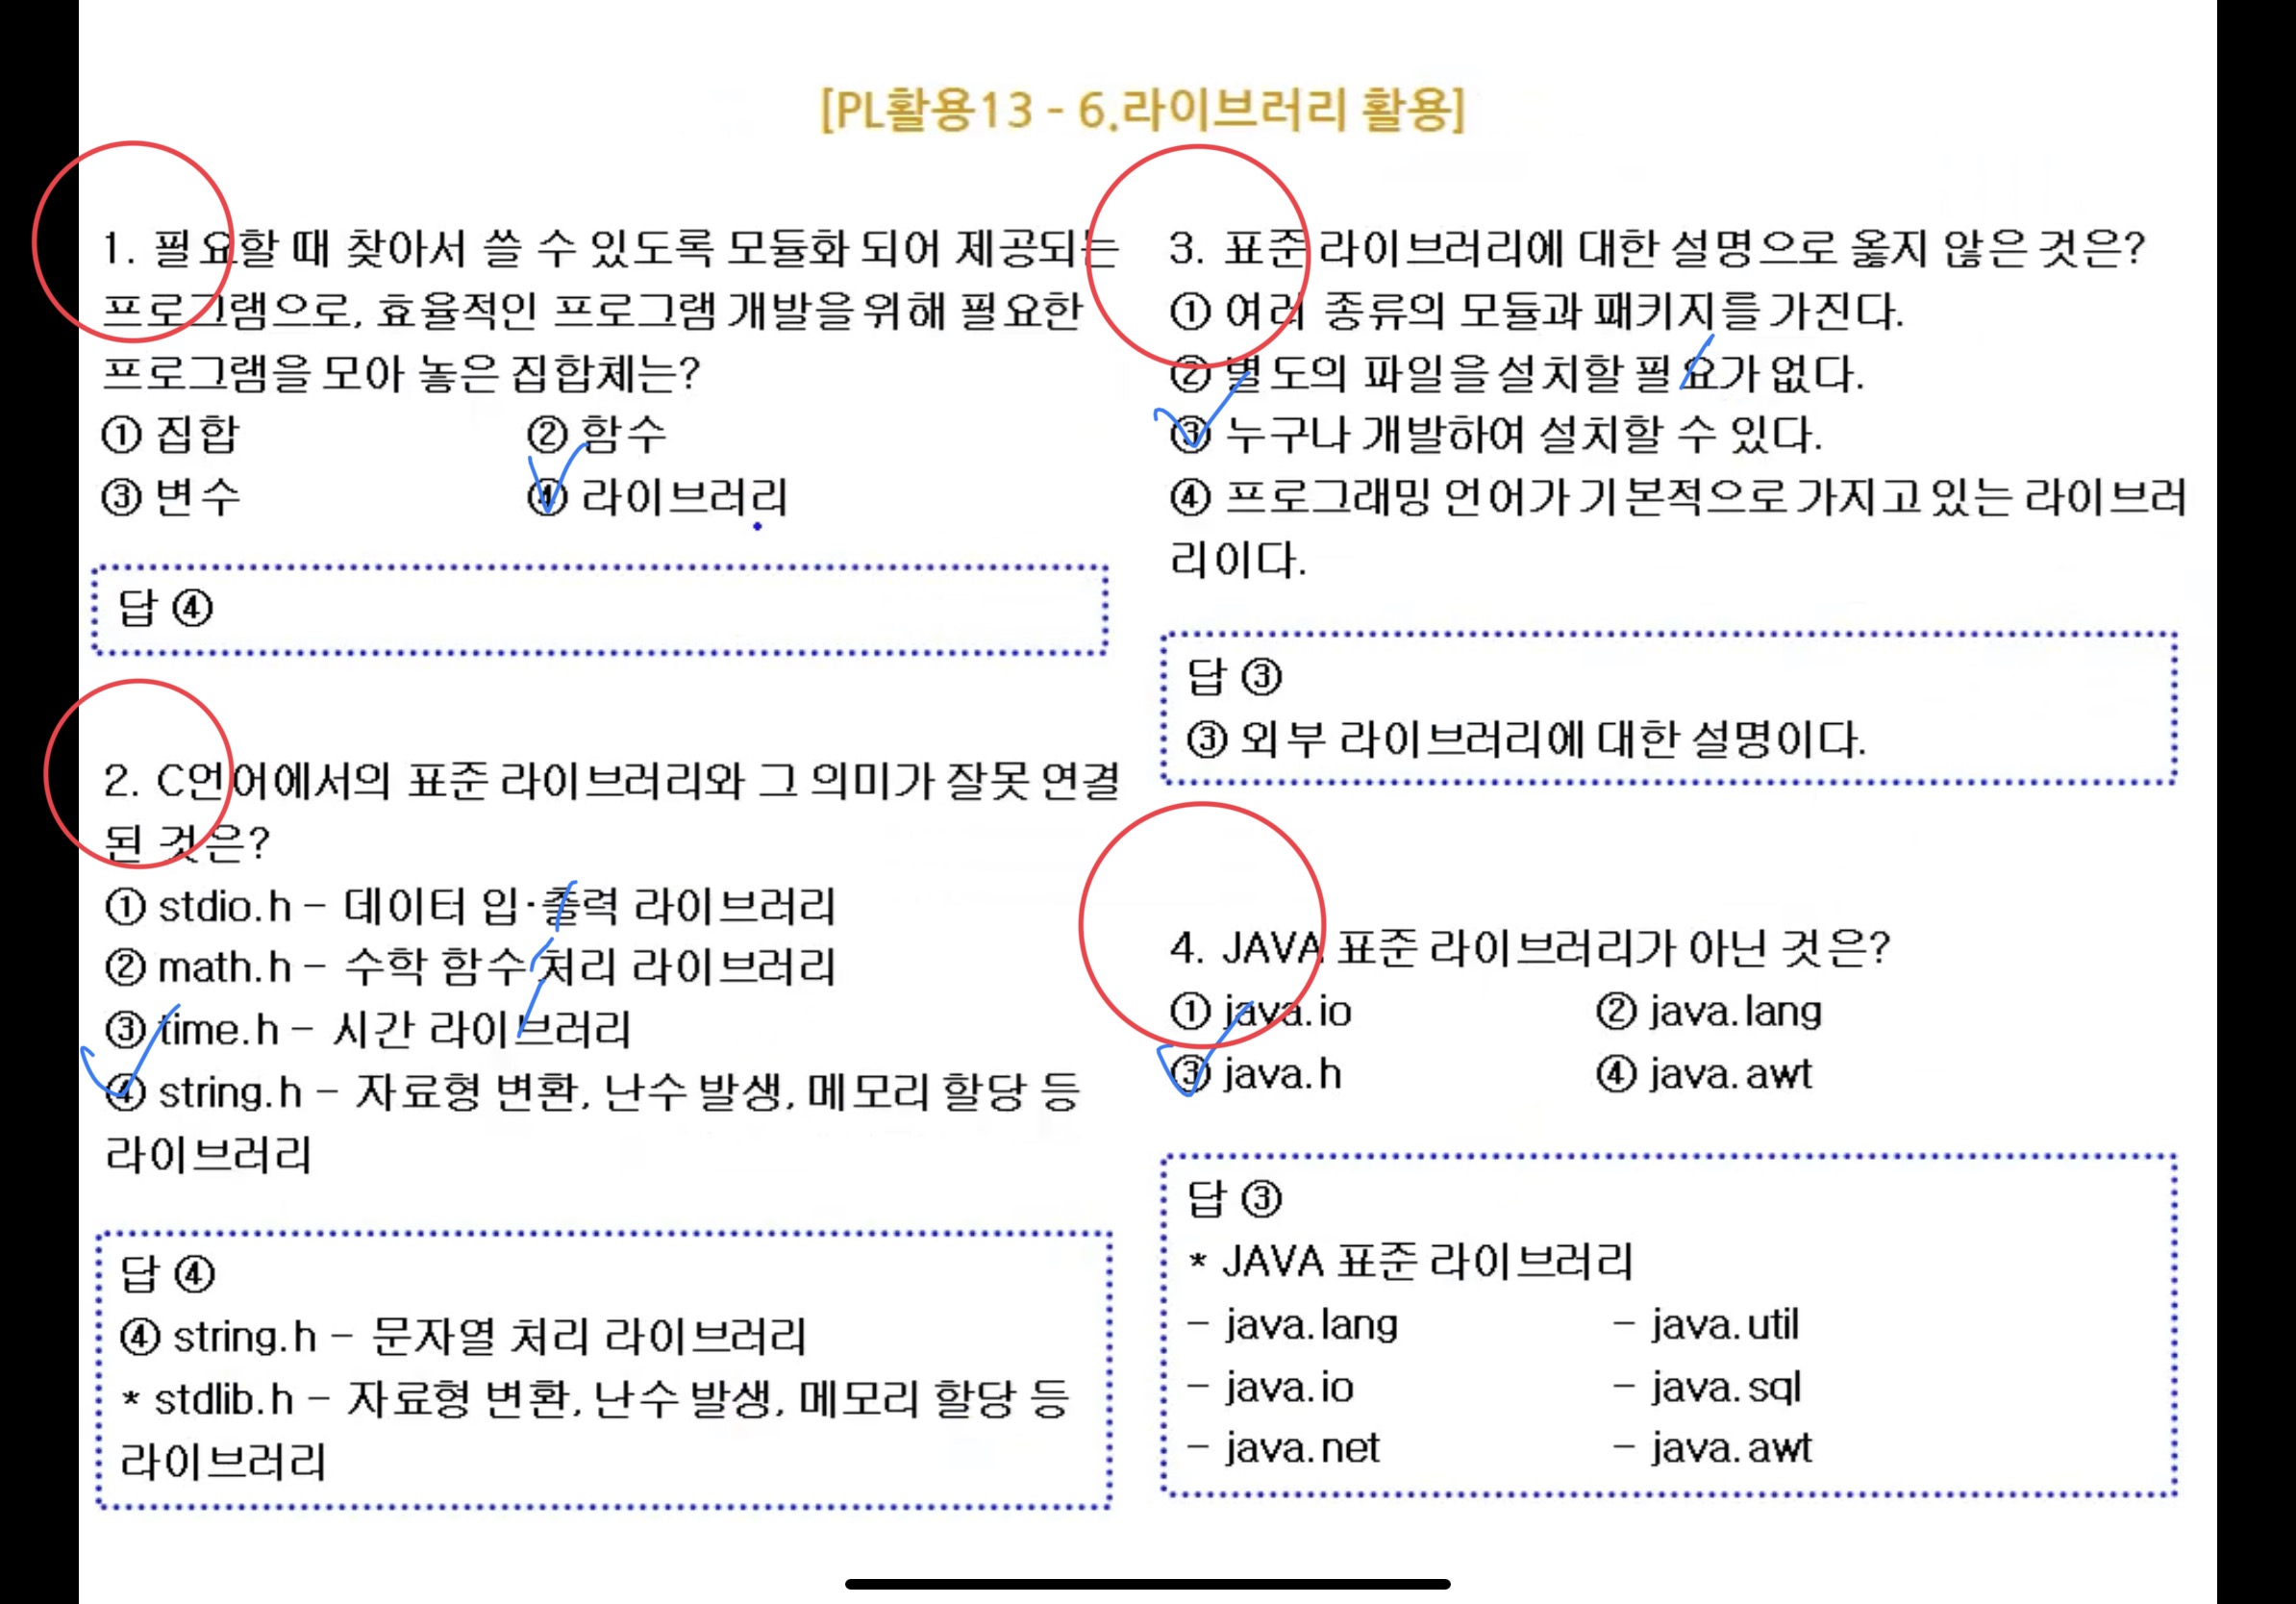 [PL활용13 - 6.라이브러리 활용]
1. 필요할 때 찾아서 쓸 수 있도록 모듈화 되어 제공되는
프로그램으로, 효율적인 프로그램 개발을 위해 필요한
프로그램을 모아 놓은 집합체는?
① 집합 ② 함수
③ 변수 ④ 라이브러리
답 ④
2. C언어에서의 표준 라이브러리와 그 의미가 잘못 연결
된 것은?
① stdio.h – 데이터 입·출력 라이브러리
② math.h – 수학 함수 처리 라이브러리
③ time.h – 시간 라이브러리
④ string.h – 자료형 변환, 난수 발생, 메모리 할당 등
라이브러리
답 ④
④ string.h – 문자열 처리 라이브러리
* stdlib.h – 자료형 변환, 난수 발생, 메모리 할당 등
라이브러리
3. 표준 라이브러리에 대한 설명으로 옳지 않은 것은?
① 여러 종류의 모듈과 패키지를 가진다.
② 별도의 파일을 설치할 필요가 없다.
③ 누구나 개발하여 설치할 수 있다.
④ 프로그래밍 언어가 기본적으로 가지고 있는 라이브러
리이다.
답 ③
③ 외부 라이브러리에 대한 설명이다.
4. JAVA 표준 라이브러리가 아닌 것은?
① java.io ② java.lang
③ java.h ④ java.awt
답 ③
* JAVA 표준 라이브러리
– java.lang – java.util
– java.io – java.sql
– java.net – java.awt